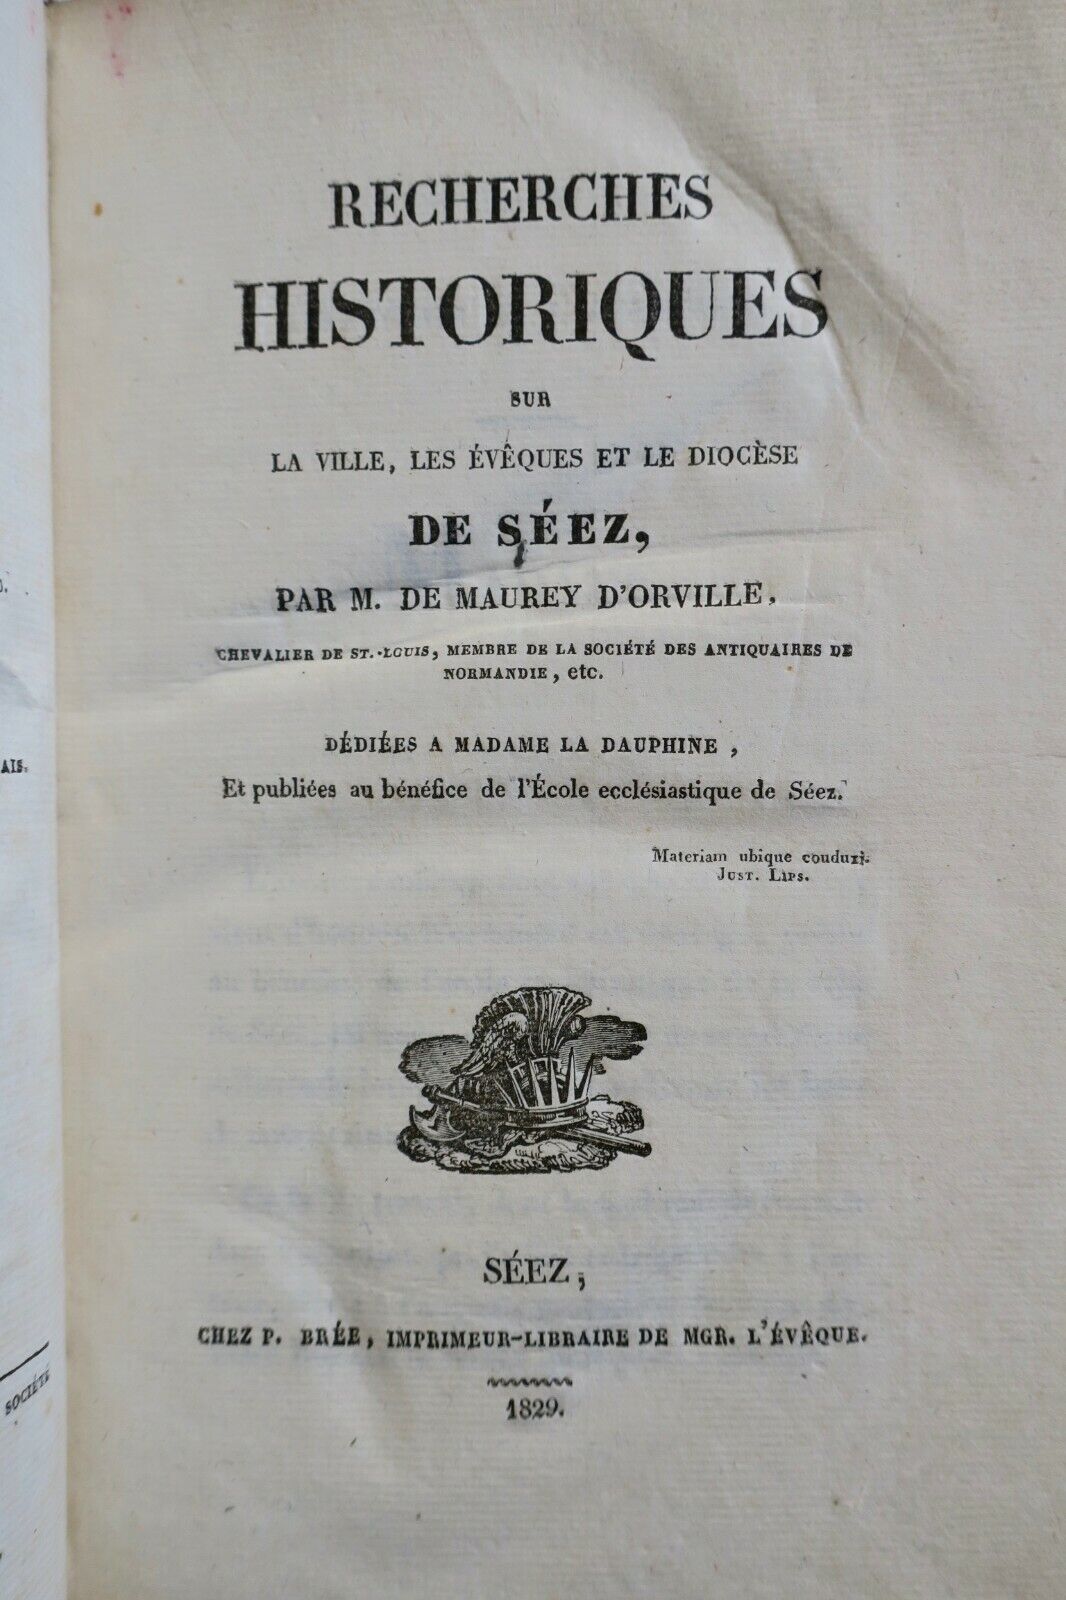 RECHERCHES
HISTORIQUES
SUR
LA VILLE, LES ÉVÊQUES ET LE DIOCÈSE
DE SÉEZ,
PAR M. DE MAUREY D'ORVILLE,
CHEVALIER DE ST.-LOUIS, MEMBRE DE LA SOCIÉTÉ DES ANTIQUAIRES DE
NORMANDIE, etc.
DÉDIÉES A MADAME LA DAUPHINE,
Et publiées au bénéfice de l'École ecclésiastique de Séez.
Materiam ubique conduxi.
JUST. LIPS.
SÉEZ,
CHEZ P. BRÉE, IMPRIMEUR-LIBRAIRE DE MGR. L'ÉVÊQUE.
1829.
AIS.
SOCIÉTÉ